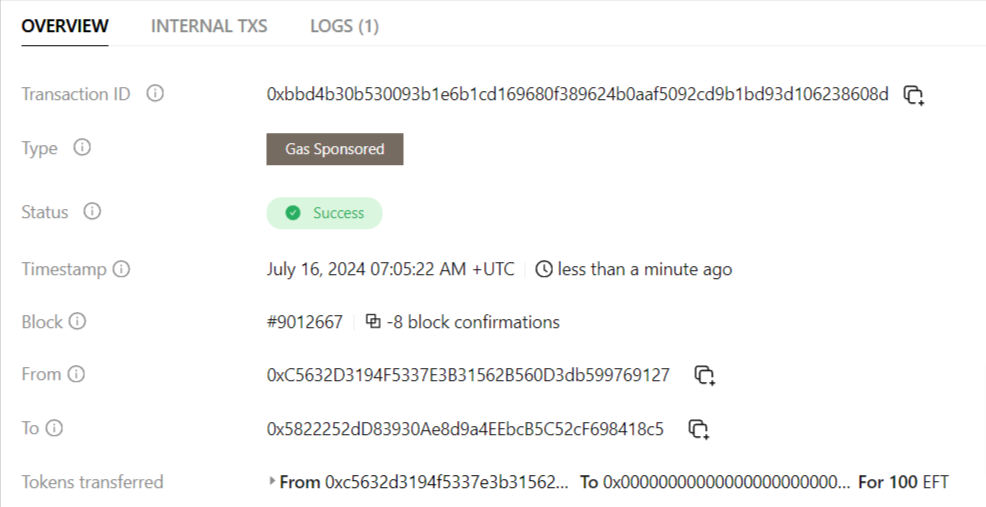 OVERVIEW INTERNAL TXS LOGS (1)
Transaction ID 0xbbd4b30b530093b1e6b1cd169680f389624b0aaf5092cd9b1bd93d106238608d
Type Gas Sponsored
Status Success
Timestamp July 16, 2024 07:05:22 AM +UTC less than a minute ago
Block #9012667 -8 block confirmations
From 0xC5632D3194F5337E3B31562B560D3db599769127
To 0x5822252dD83930Ae8d9a4EEbcB5C52cF698418c5
Tokens transferred From 0xc5632d3194f5337e3b31562... To 0x00000000000000000000000... For 100 EFT